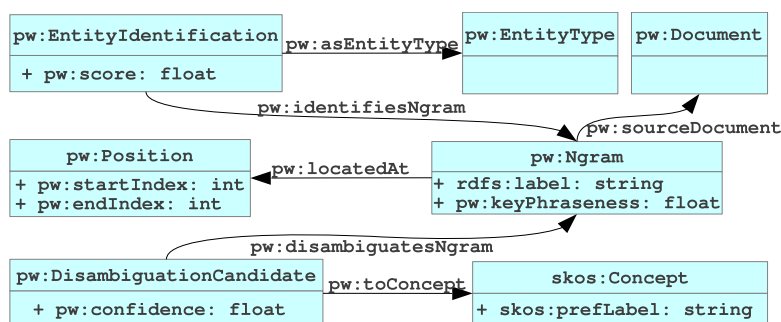 pw:EntityIdentification
+ pw:score: float
pw:asEntityType
pw:EntityType
pw:Document
pw:identifiesNgram
pw:sourceDocument
pw:Position
+ pw:startIndex: int
+ pw:endIndex: int
pw:locatedAt
pw:Ngram
+ rdfs:label: string
+ pw:keyPhraseness: float
pw:disambiguatesNgram
pw:DisambiguationCandidate
+ pw:confidence: float
pw:toConcept
skos:Concept
+ skos:prefLabel: string